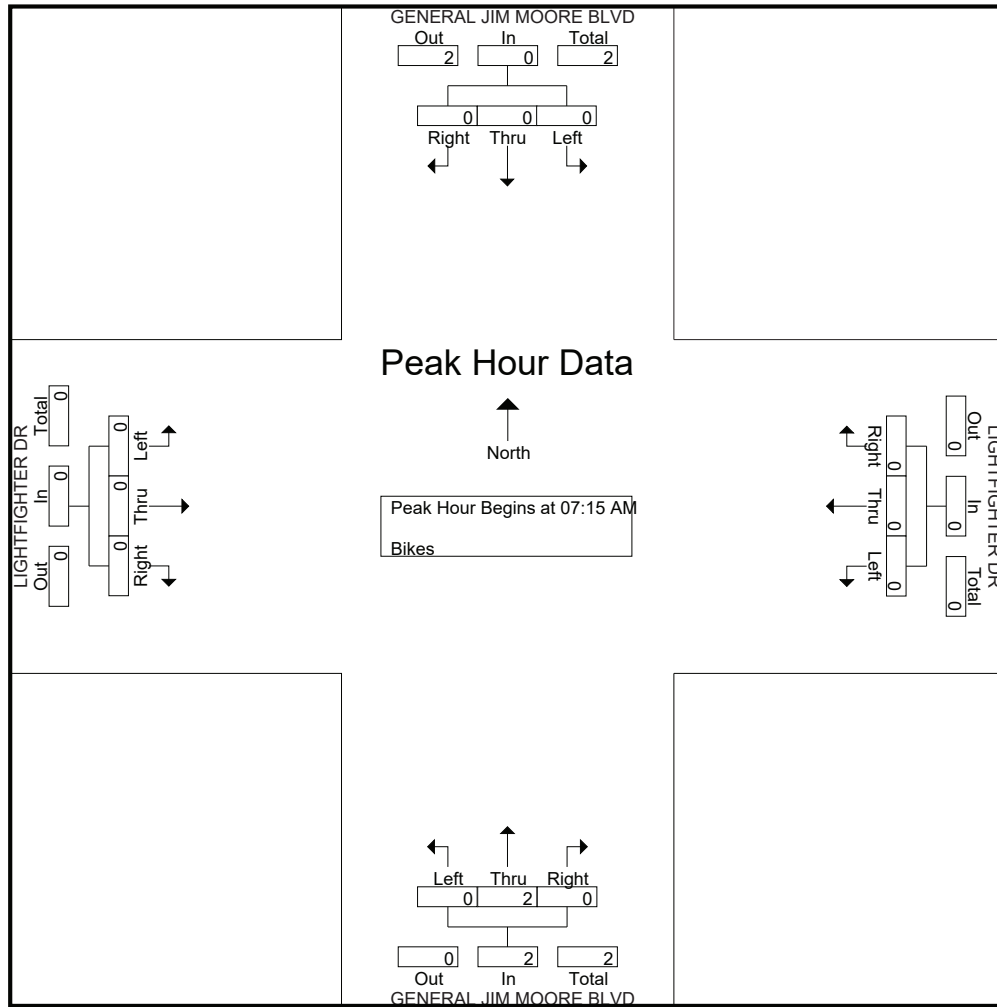 GENERAL JIM MOORE BLVD
Out In Total
2 0 2
0 0 0
Right Thru Left
Peak Hour Data
North
Peak Hour Begins at 07:15 AM
Bikes
LIGHTFIGHTER DR
Out In Total
0 0 0
0 0 0
Right Thru Left
LIGHTFIGHTER DR
Out In Total
0 0 0
0 0 0
Left Thru Right
Left Thru Right
0 2 0
0 2 2
Out In Total
GENERAL JIM MOORE BLVD